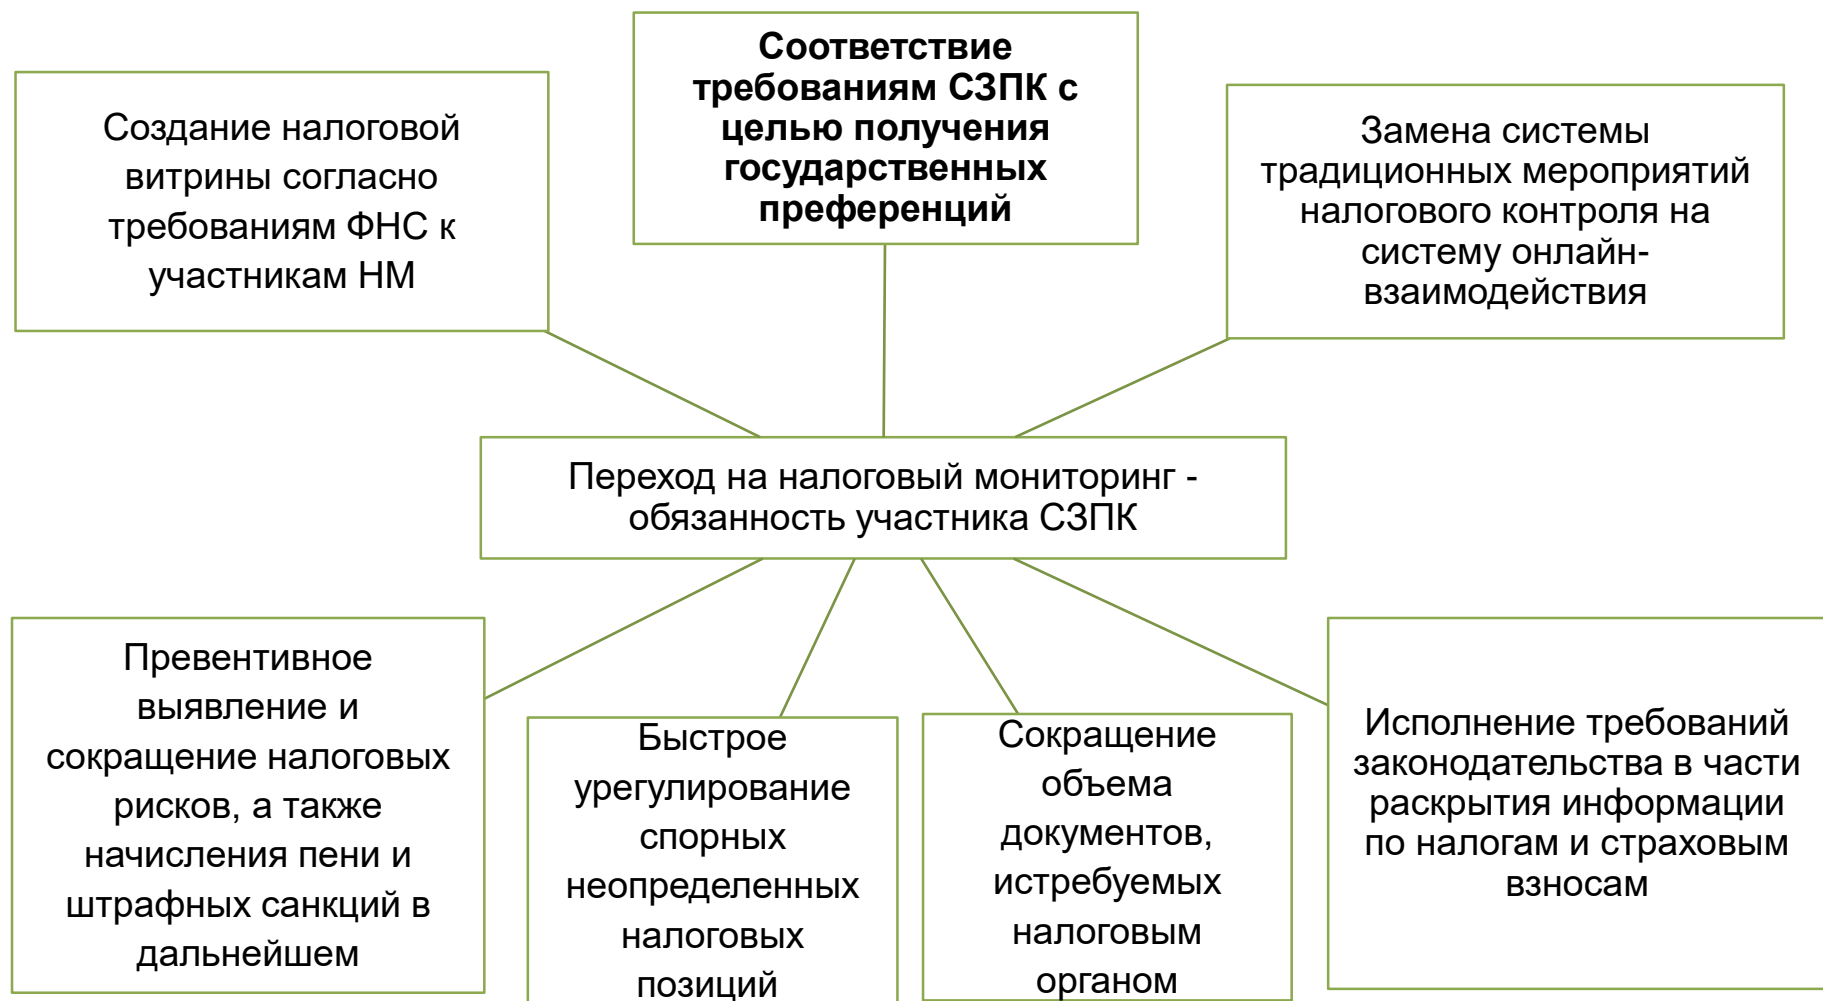 Соответствие
требованиям СЗПК с
целью получения
государственных
преференций
Создание налоговой
витрины согласно
требованиям ФНС к
участникам НМ
Замена системы
традиционных мероприятий
налогового контроля на
систему онлайн-
взаимодействия
Переход на налоговый мониторинг -
обязанность участника СЗПК
Превентивное
выявление и
сокращение налоговых
рисков, а также
начисления пени и
штрафных санкций в
дальнейшем
Быстрое
урегулирование
спорных
неопределенных
налоговых
позиций
Сокращение
объема
документов,
истребуемых
налоговым
органом
Исполнение требований
законодательства в части
раскрытия информации
по налогам и страховым
взносам